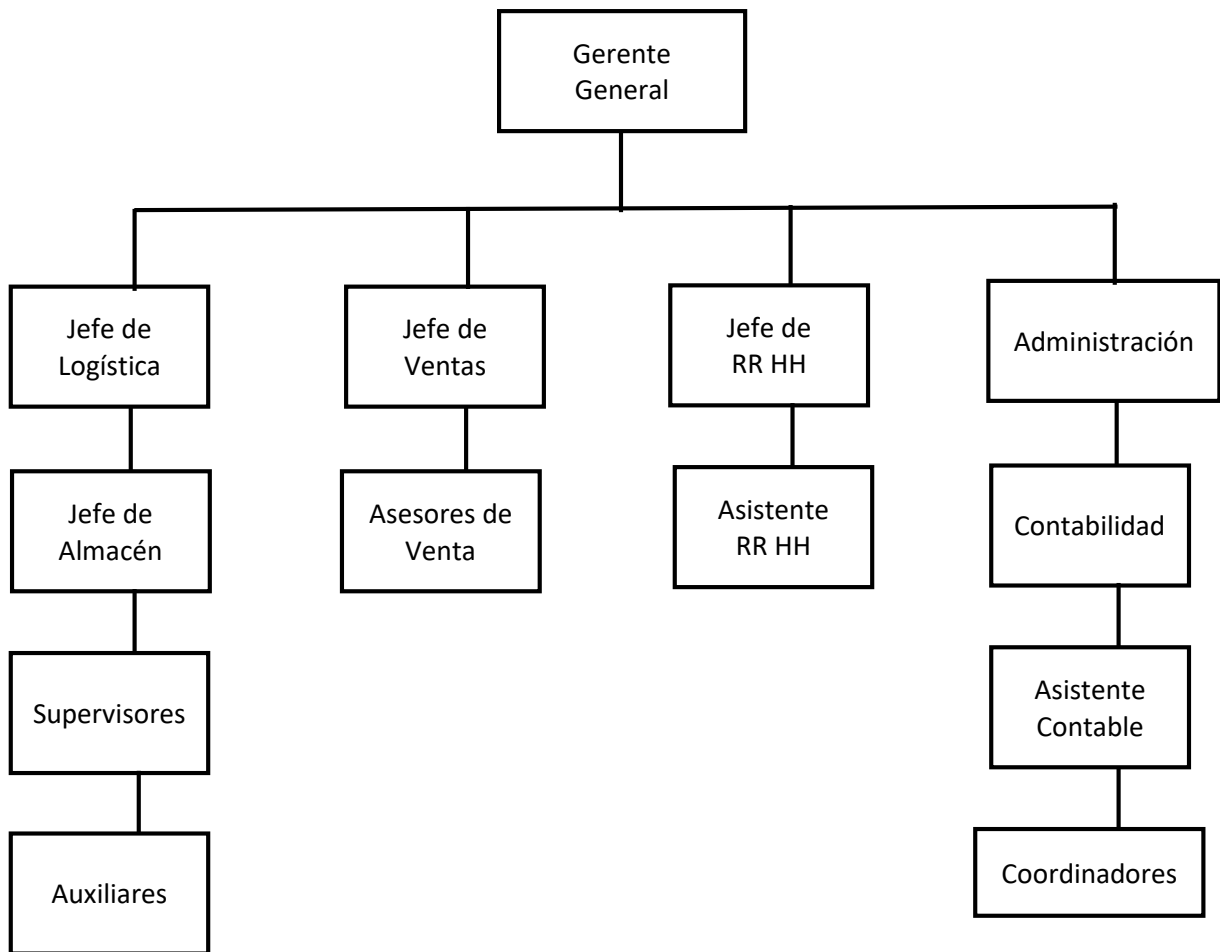 Gerente
General
Jefe de
Logística
Jefe de
Ventas
Jefe de
RR HH
Administración
Jefe de
Almacén
Asesores de
Venta
Asistente
RR HH
Contabilidad
Supervisores
Asistente
Contable
Auxiliares
Coordinadores